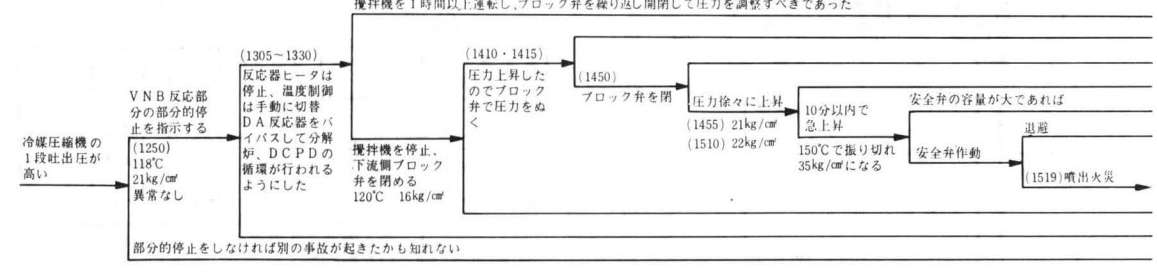 攪拌機を1時間以上運転し、ブロック弁を繰り返し開閉して圧力を調整すべきであった
冷媒圧縮機の
1段吐出圧が
高い
VNB反応部
分の部分的停
止を指示する
(1250)
118℃
21kg/c㎡
異常なし
(1305~1330)
反応器ヒータは
停止、温度制御
は手動に切替
DA反応器をバ
イパスして分解
炉、DCPDの
循環が行われる
ようにした
攪拌機を停止、
下流側ブロック
弁を閉める
120℃ 16kg/c㎡
(1410・1415)
圧力上昇した
のでブロック
弁で圧力をぬ
く
(1450)
ブロック弁を閉
圧力徐々に上昇
(1455) 21kg/c㎡
(1510) 22kg/c㎡
10分以内で
急上昇
150℃で振り切れ
35kg/c㎡になる
安全弁の容量が大であれば
安全弁作動
退避
(1519)噴出火災
部分的停止をしなければ別の事故が起きたかも知れない